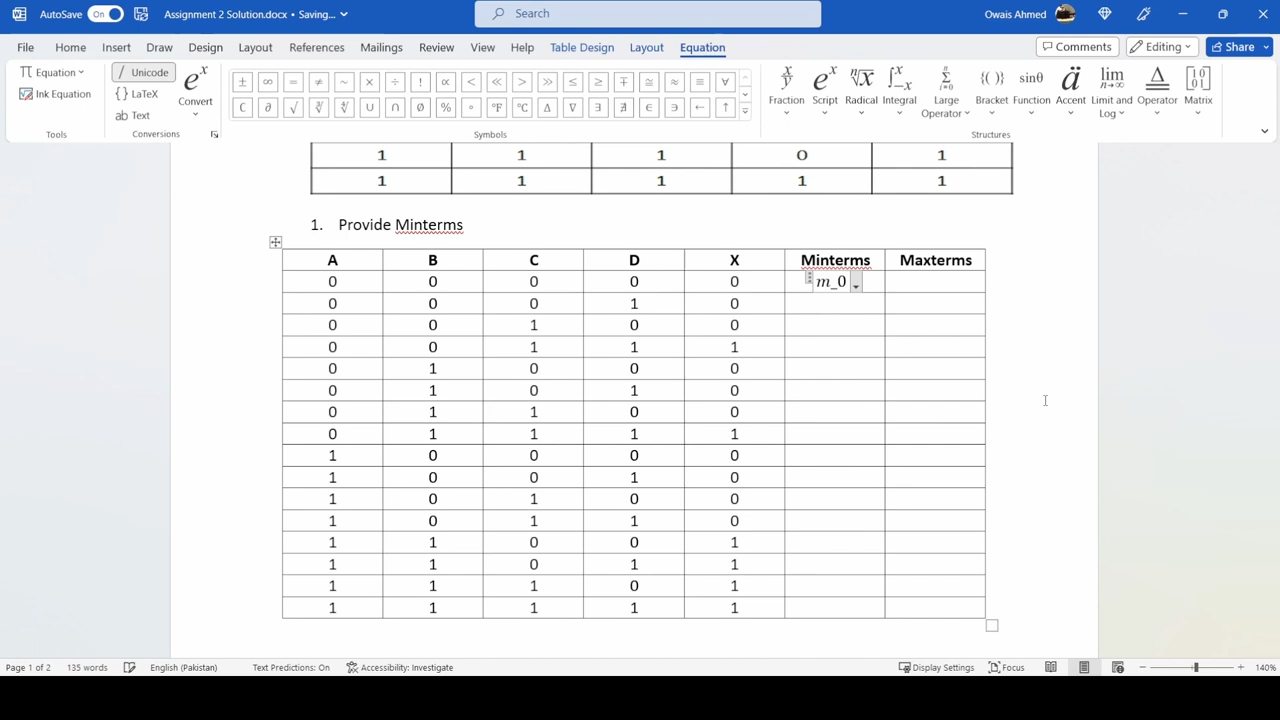 AutoSave On Assignment 2 Solution.docx • Saving... Search Owais Ahmed
File Home Insert Draw Design Layout References Mailings Review View Help Table Design Layout Equation Comments Editing Share
π Equation Unicode ± ∞ = ≠ ~ × ÷ ! ∝ < ≪ > ≫ ≤ ≥ ∓ ≅ ≈ ≡ ∀
Ink Equation LaTeX Convert Fraction Script Radical Integral Large Operator Bracket Function Accent Limit and Log Operator Matrix
ab Text ∁ ∂ √ ∛ ∜ ∪ ∩ ∅ % ° °F °C ∆ ∇ ∃ ∄ ∈ ∋ ← ↑
Tools Conversions Symbols Structures
1 1 1 0 1
1 1 1 1 1
1. Provide Minterms
A B C D X Minterms Maxterms
0 0 0 0 0 m_0
0 0 0 1 0
0 0 1 0 0
0 0 1 1 1
0 1 0 0 0
0 1 0 1 0
0 1 1 0 0
0 1 1 1 1
1 0 0 0 0
1 0 0 1 0
1 0 1 0 0
1 0 1 1 0
1 1 0 0 1
1 1 0 1 1
1 1 1 0 1
1 1 1 1 1
Page 1 of 2 135 words English (Pakistan) Text Predictions: On Accessibility: Investigate Display Settings Focus 140%